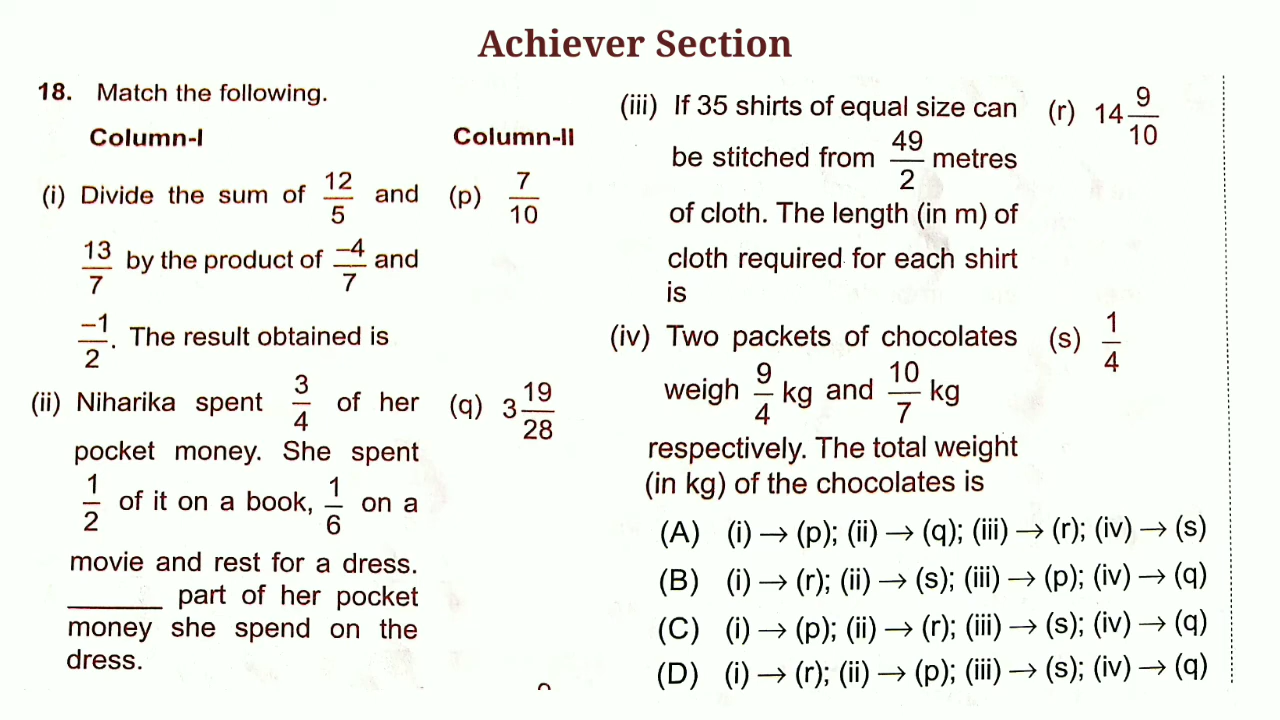 Achiever Section
18. Match the following.
Column-I Column-II
(i) Divide the sum of 12/5 and (p) 7/10
13/7 by the product of -4/7 and
-1/2. The result obtained is
(ii) Niharika spent 3/4 of her (q) 3 19/28
pocket money. She spent
1/2 of it on a book, 1/6 on a
movie and rest for a dress.
______ part of her pocket
money she spend on the
dress.
(iii) If 35 shirts of equal size can (r) 14 9/10
be stitched from 49/2 metres
of cloth. The length (in m) of
cloth required for each shirt
is
(iv) Two packets of chocolates (s) 1/4
weigh 9/4 kg and 10/7 kg
respectively. The total weight
(in kg) of the chocolates is
(A) (i) → (p); (ii) → (q); (iii) → (r); (iv) → (s)
(B) (i) → (r); (ii) → (s); (iii) → (p); (iv) → (q)
(C) (i) → (p); (ii) → (r); (iii) → (s); (iv) → (q)
(D) (i) → (r); (ii) → (p); (iii) → (s); (iv) → (q)